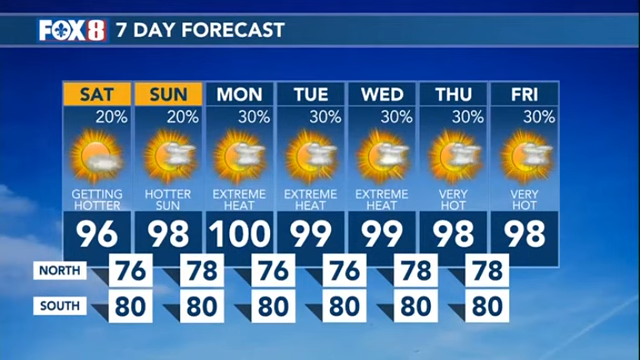 FOX 8 7 DAY FORECAST
SAT SUN MON TUE WED THU FRI
20% 20% 30% 30% 30% 30% 30%
GETTING HOTTER EXTREME EXTREME EXTREME VERY VERY
HOTTER SUN HEAT HEAT HEAT HOT HOT
96 98 100 99 99 98 98
NORTH 76 78 76 76 78 78
SOUTH 80 80 80 80 80 80